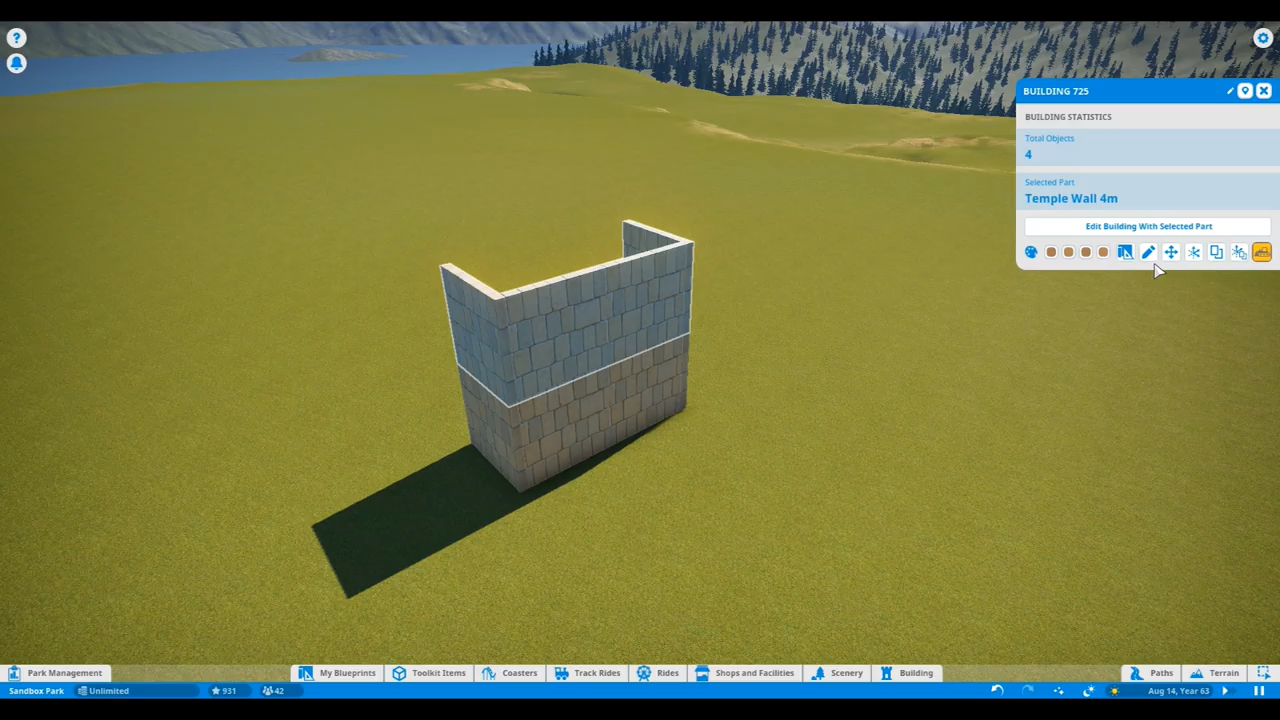 ?
BUILDING 725
BUILDING STATISTICS
Total Objects
4
Selected Part
Temple Wall 4m
Edit Building With Selected Part
Park Management
My Blueprints
Toolkit Items
Coasters
Track Rides
Rides
Shops and Facilities
Scenery
Building
Paths
Terrain
Sandbox Park
Unlimited
931
42
Aug 14, Year 63